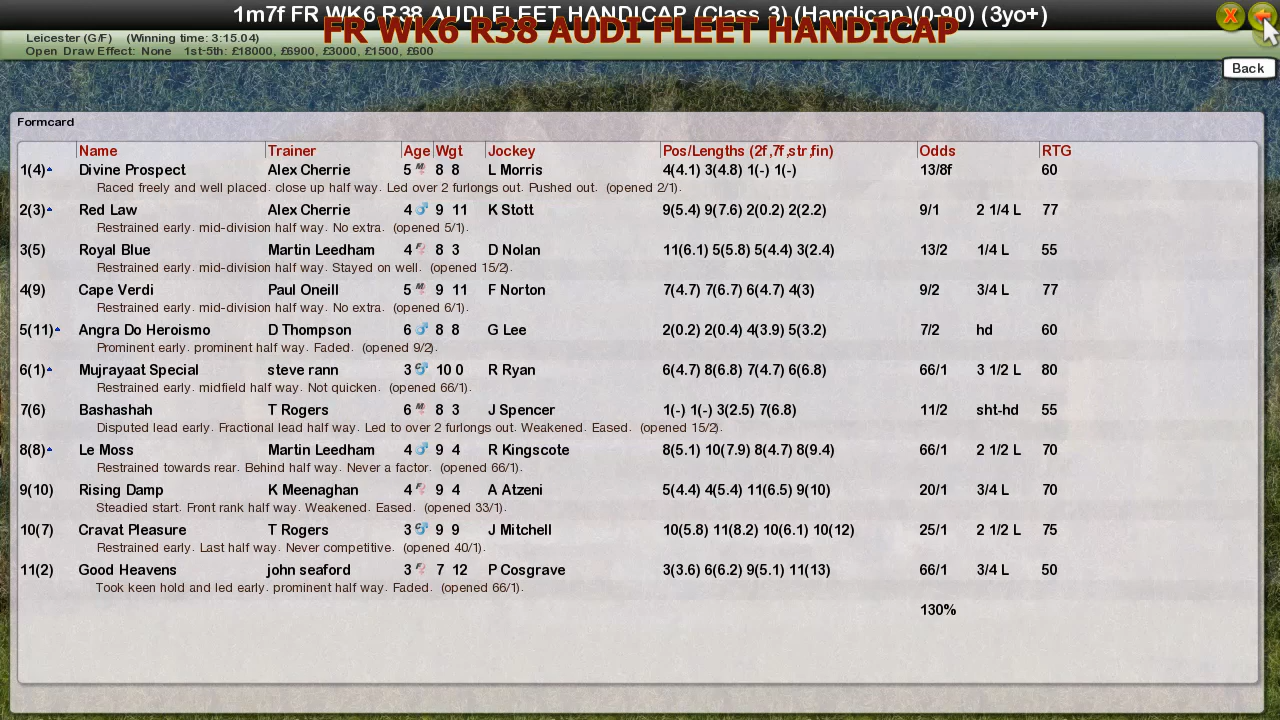 1m7f FR WK6 R38 AUDI FLEET HANDICAP (Class 3) (Handicap)(0-90) (3yo+)
FR WK6 R38 AUDI FLEET HANDICAP
Leicester (G/F) (Winning time: 3:15.04)
Open Draw Effect: None 1st-5th: £18000, £6900, £3000, £1500, £600
Back
Formcard
Name Trainer Age Wgt Jockey Pos/Lengths (2f,7f,str,fin) Odds RTG
1(4) Divine Prospect Alex Cherrie 5 M 8 8 L Morris 4(4.1) 3(4.8) 1(-) 1(-) 13/8f 60
Raced freely and well placed. close up half way. Led over 2 furlongs out. Pushed out. (opened 2/1).
2(3) Red Law Alex Cherrie 4 9 11 K Stott 9(5.4) 9(7.6) 2(0.2) 2(2.2) 9/1 2 1/4 L 77
Restrained early. mid-division half way. No extra. (opened 5/1).
3(5) Royal Blue Martin Leedham 4 F 8 3 D Nolan 11(6.1) 5(5.8) 5(4.4) 3(2.4) 13/2 1/4 L 55
Restrained early. mid-division half way. Stayed on well. (opened 15/2).
4(9) Cape Verdi Paul Oneill 5 M 9 11 F Norton 7(4.7) 7(6.7) 6(4.7) 4(3) 9/2 3/4 L 77
Restrained early. mid-division half way. No extra. (opened 6/1).
5(11) Angra Do Heroismo D Thompson 6 8 8 G Lee 2(0.2) 2(0.4) 4(3.9) 5(3.2) 7/2 hd 60
Prominent early. prominent half way. Faded. (opened 9/2).
6(1) Mujrayaat Special steve rann 3 10 0 R Ryan 6(4.7) 8(6.8) 7(4.7) 6(6.8) 66/1 3 1/2 L 80
Restrained early. midfield half way. Not quicken. (opened 66/1).
7(6) Bashashah T Rogers 6 M 8 3 J Spencer 1(-) 1(-) 3(2.5) 7(6.8) 11/2 sht-hd 55
Disputed lead early. Fractional lead half way. Led to over 2 furlongs out. Weakened. Eased. (opened 15/2).
8(8) Le Moss Martin Leedham 4 9 4 R Kingscote 8(5.1) 10(7.9) 8(4.7) 8(9.4) 66/1 2 1/2 L 70
Restrained towards rear. Behind half way. Never a factor. (opened 66/1).
9(10) Rising Damp K Meenaghan 4 F 9 4 A Atzeni 5(4.4) 4(5.4) 11(6.5) 9(10) 20/1 3/4 L 70
Steadied start. Front rank half way. Weakened. Eased. (opened 33/1).
10(7) Cravat Pleasure T Rogers 3 9 9 J Mitchell 10(5.8) 11(8.2) 10(6.1) 10(12) 25/1 2 1/2 L 75
Restrained early. Last half way. Never competitive. (opened 40/1).
11(2) Good Heavens john seaford 3 F 7 12 P Cosgrave 3(3.6) 6(6.2) 9(5.1) 11(13) 66/1 3/4 L 50
Took keen hold and led early. prominent half way. Faded. (opened 66/1).
130%